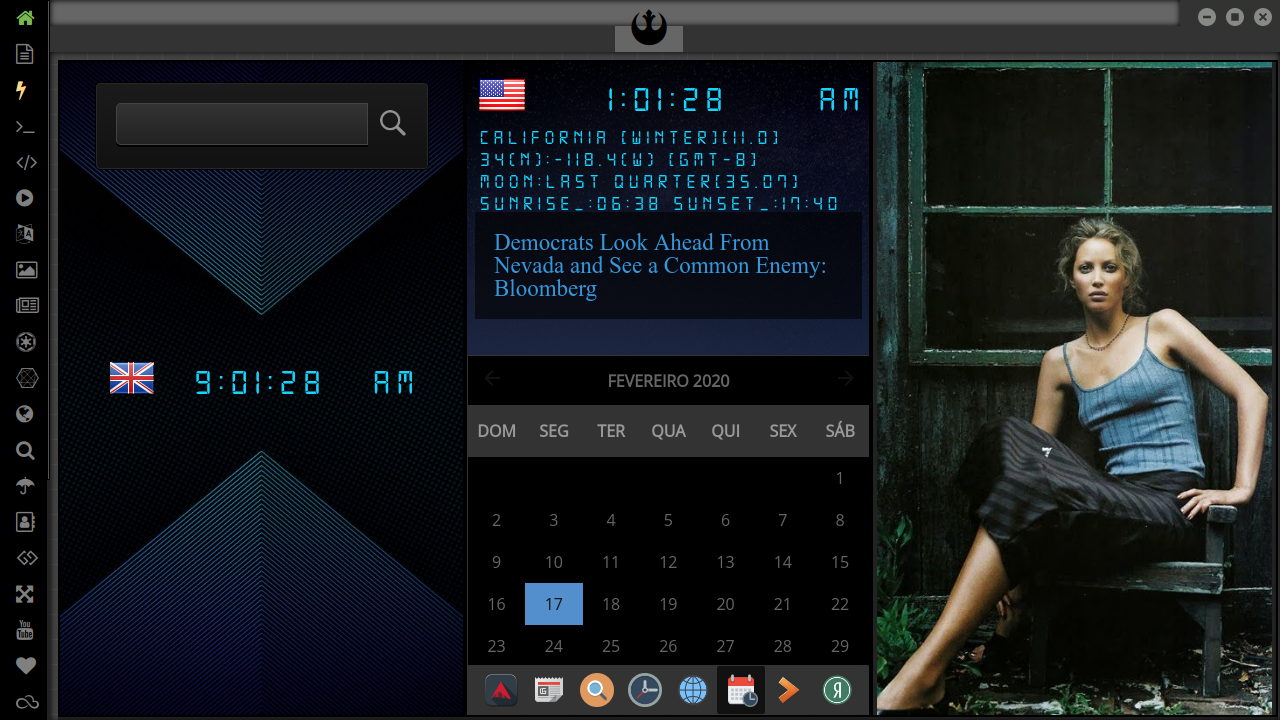 1:01:28 AM
CALIFORNIA [WINTER][11.0]
34[N]:-118.4[W] [GMT-8]
MOON:LAST QUARTER[35.07]
SUNRISE_:06:38 SUNSET_:17:40
Democrats Look Ahead From
Nevada and See a Common Enemy:
Bloomberg
9:01:28 AM
FEVEREIRO 2020
DOM SEG TER QUA QUI SEX SÁB
1
2 3 4 5 6 7 8
9 10 11 12 13 14 15
16 17 18 19 20 21 22
23 24 25 26 27 28 29
You
Tube
Я